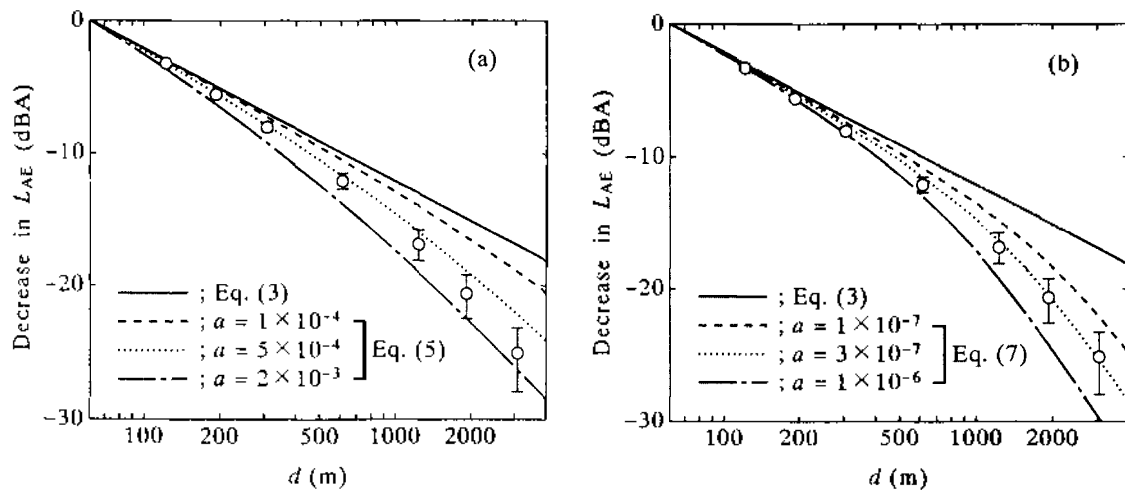 0
-10
-20
-30
Decrease in L_AE (dBA)
(a)
; Eq. (3)
; a = 1×10⁻⁴
; a = 5×10⁻⁴
; a = 2×10⁻³
Eq. (5)
100 200 500 1000 2000
d (m)
0
-10
-20
-30
Decrease in L_AE (dBA)
(b)
; Eq. (3)
; a = 1×10⁻⁷
; a = 3×10⁻⁷
; a = 1×10⁻⁶
Eq. (7)
100 200 500 1000 2000
d (m)